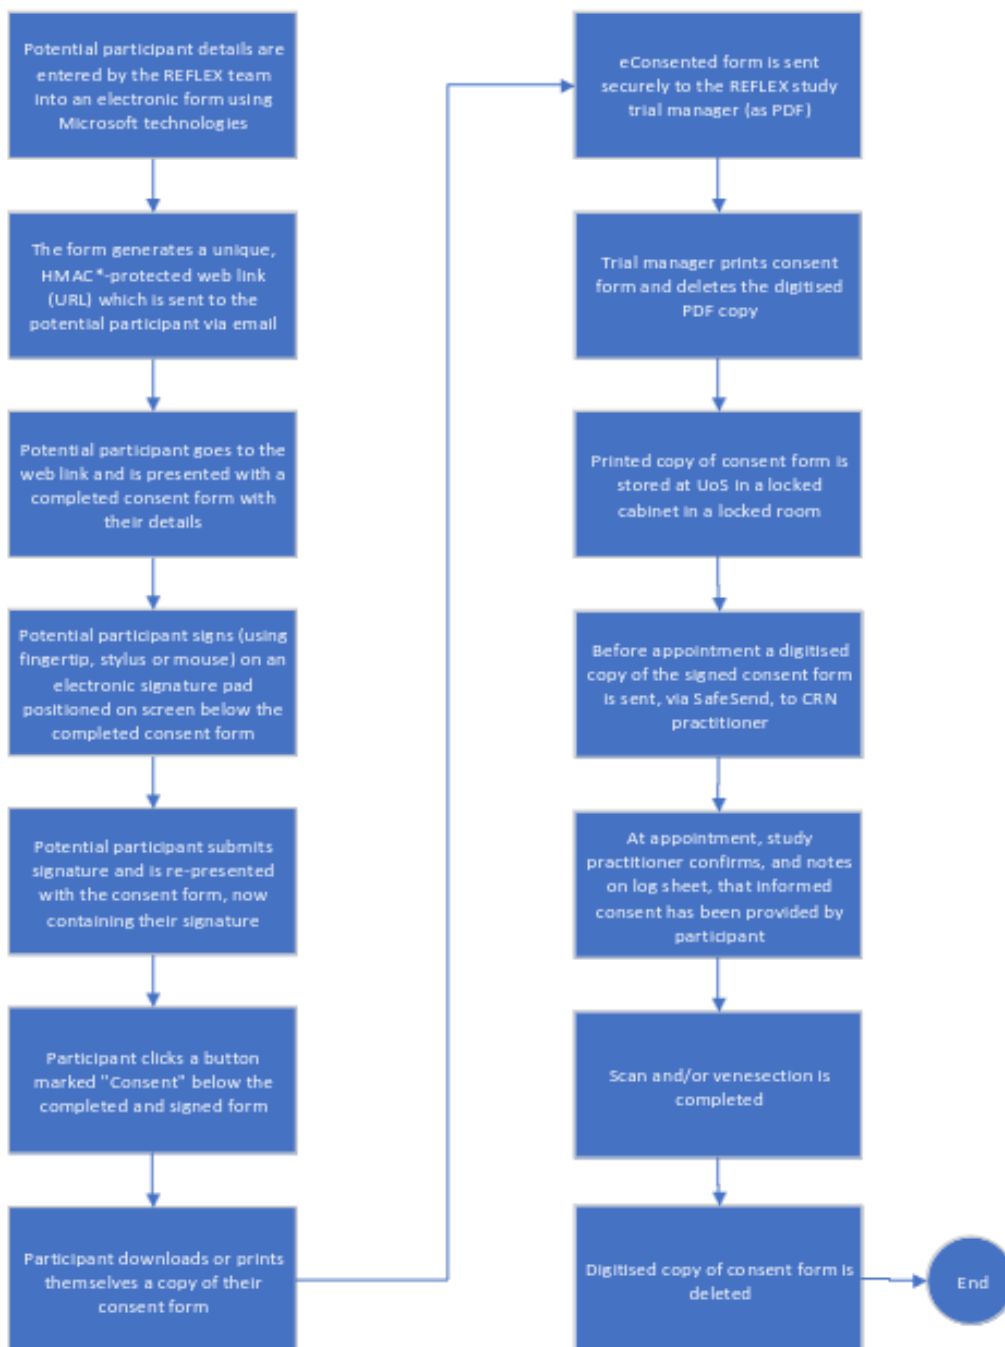 Potential participant details are
entered by the REFLEX team
into an electronic form using
Microsoft technologies
The form generates a unique,
HMAC*-protected web link
(URL) which is sent to the
potential participant via email
Potential participant goes to the
web link and is presented with a
completed consent form with
their details
Potential participant signs (using
fingertip, stylus or mouse) on an
electronic signature pad
positioned on screen below the
completed consent form
Potential participant submits
signature and is re-presented
with the consent form, now
containing their signature
Participant clicks a button
marked "Consent" below the
completed and signed form
Participant downloads or prints
themselves a copy of their
consent form
eConsented form is sent
securely to the REFLEX study
trial manager (as PDF)
Trial manager prints consent
form and deletes the digitised
PDF copy
Printed copy of consent form is
stored at UoS in a locked
cabinet in a locked room
Before appointment a digitised
copy of the signed consent form
is sent, via SafeSend, to CRN
practitioner
At appointment, study
practitioner confirms, and notes
on log sheet, that informed
consent has been provided by
participant
Scan and/or venesection is
completed
Digitised copy of consent form is
deleted
End